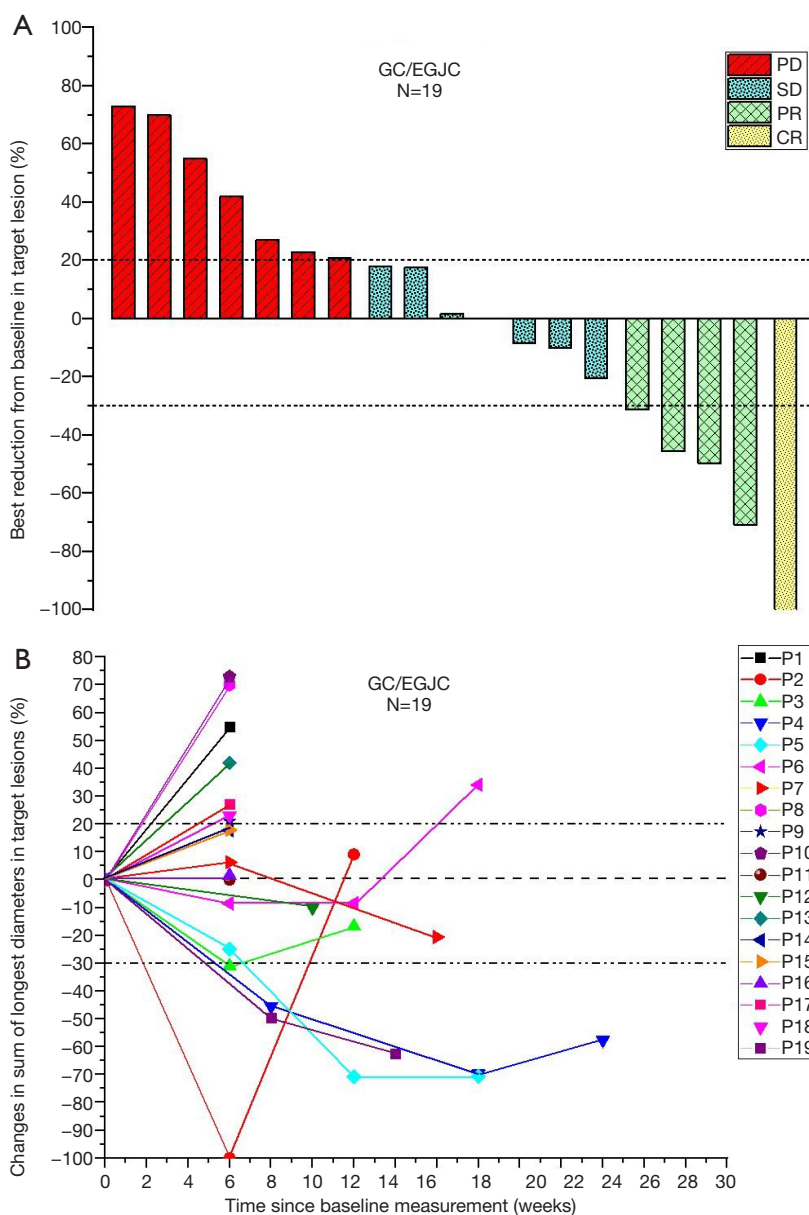 A
100
80
60
40
20
0
−20
−40
−60
−80
−100
Best reduction from baseline in target lesion (%)
GC/EGJC
N=19
PD
SD
PR
CR
B
80
70
60
50
40
30
20
10
0
−10
−20
−30
−40
−50
−60
−70
−80
−90
−100
Changes in sum of longest diameters in target lesions (%)
GC/EGJC
N=19
P1
P2
P3
P4
P5
P6
P7
P8
P9
P10
P11
P12
P13
P14
P15
P16
P17
P18
P19
0 2 4 6 8 10 12 14 16 18 20 22 24 26 28 30
Time since baseline measurement (weeks)